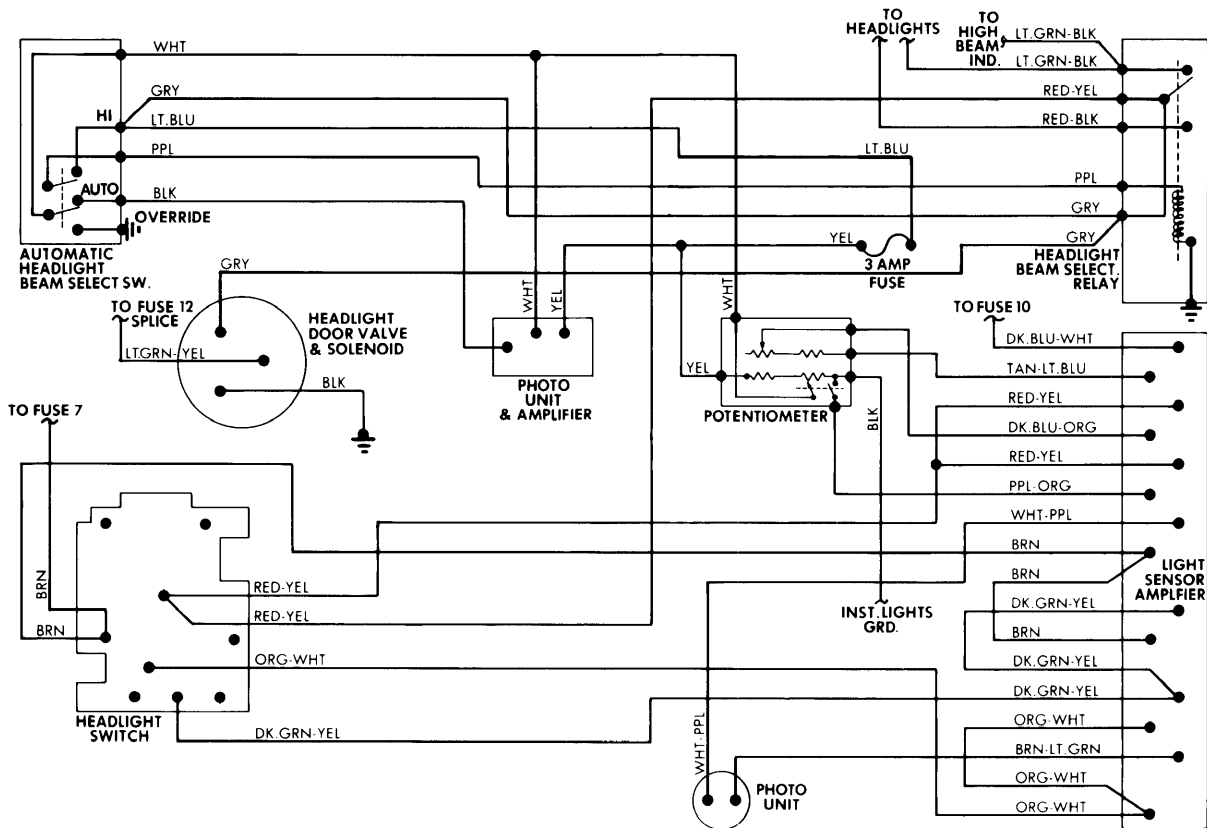 TO
HEADLIGHTS
TO
HIGH
BEAM
IND.
LT.GRN-BLK
LT.GRN-BLK
WHT
GRY
RED-YEL
HI
LT.BLU
RED-BLK
PPL
LT.BLU
AUTO
BLK
PPL
OVERRIDE
GRY
AUTOMATIC
HEADLIGHT
BEAM SELECT SW.
YEL
GRY
3 AMP
FUSE
HEADLIGHT
BEAM SELECT.
RELAY
GRY
WHT
YEL
WHT
TO FUSE 12
SPLICE
HEADLIGHT
DOOR VALVE
& SOLENOID
TO FUSE 10
LT.GRN-YEL
DK.BLU-WHT
BLK
PHOTO
UNIT
& AMPLIFIER
YEL
TAN-LT.BLU
POTENTIOMETER
BLK
RED-YEL
TO FUSE 7
DK.BLU-ORG
RED-YEL
PPL-ORG
WHT-PPL
BRN
BRN
BRN
RED-YEL
RED-YEL
BRN
INST.LIGHTS
GRD.
LIGHT
SENSOR
AMPLFIER
DK.GRN-YEL
BRN
ORG-WHT
DK.GRN-YEL
DK.GRN-YEL
HEADLIGHT
SWITCH
DK.GRN-YEL
WHT-PPL
ORG-WHT
BRN-LT.GRN
PHOTO
UNIT
ORG-WHT
ORG-WHT